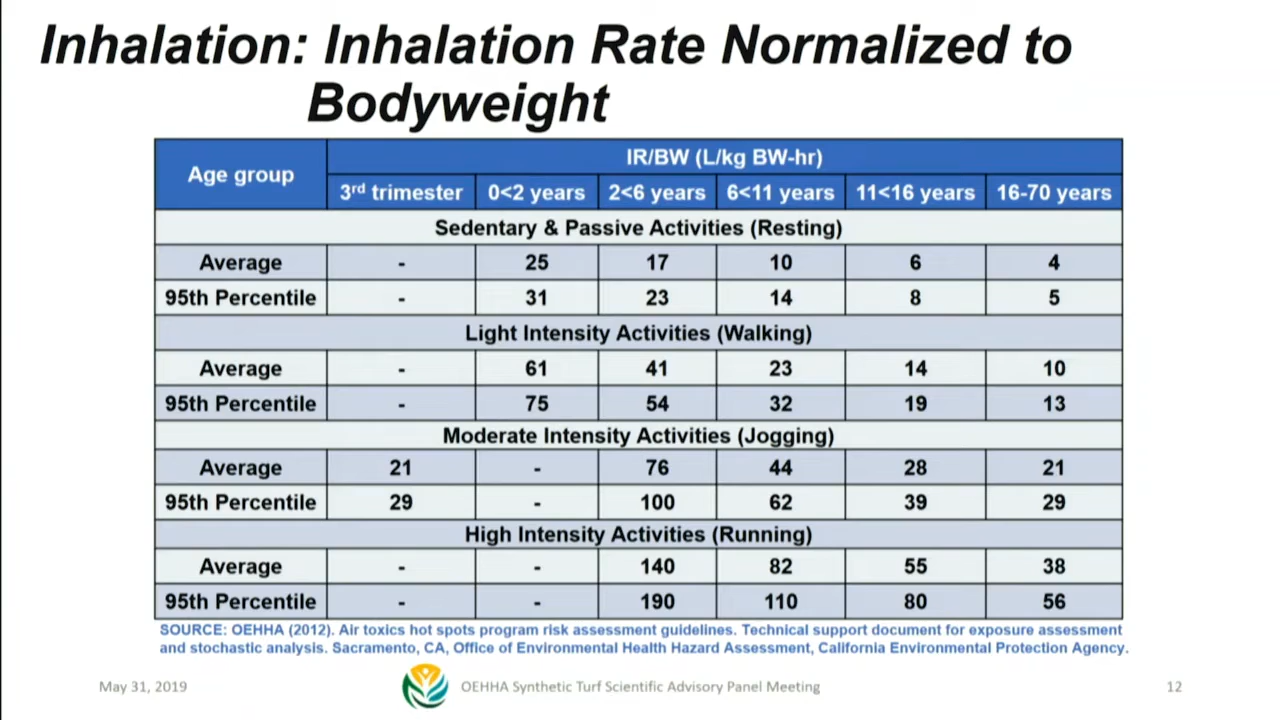 Inhalation: Inhalation Rate Normalized to
Bodyweight
Age group
IR/BW (L/kg BW-hr)
3rd trimester 0<2 years 2<6 years 6<11 years 11<16 years 16-70 years
Sedentary & Passive Activities (Resting)
Average - 25 17 10 6 4
95th Percentile - 31 23 14 8 5
Light Intensity Activities (Walking)
Average - 61 41 23 14 10
95th Percentile - 75 54 32 19 13
Moderate Intensity Activities (Jogging)
Average 21 - 76 44 28 21
95th Percentile 29 - 100 62 39 29
High Intensity Activities (Running)
Average - - 140 82 55 38
95th Percentile - - 190 110 80 56
SOURCE: OEHHA (2012). Air toxics hot spots program risk assessment guidelines. Technical support document for exposure assessment
and stochastic analysis. Sacramento, CA, Office of Environmental Health Hazard Assessment, California Environmental Protection Agency.
May 31, 2019 OEHHA Synthetic Turf Scientific Advisory Panel Meeting 12